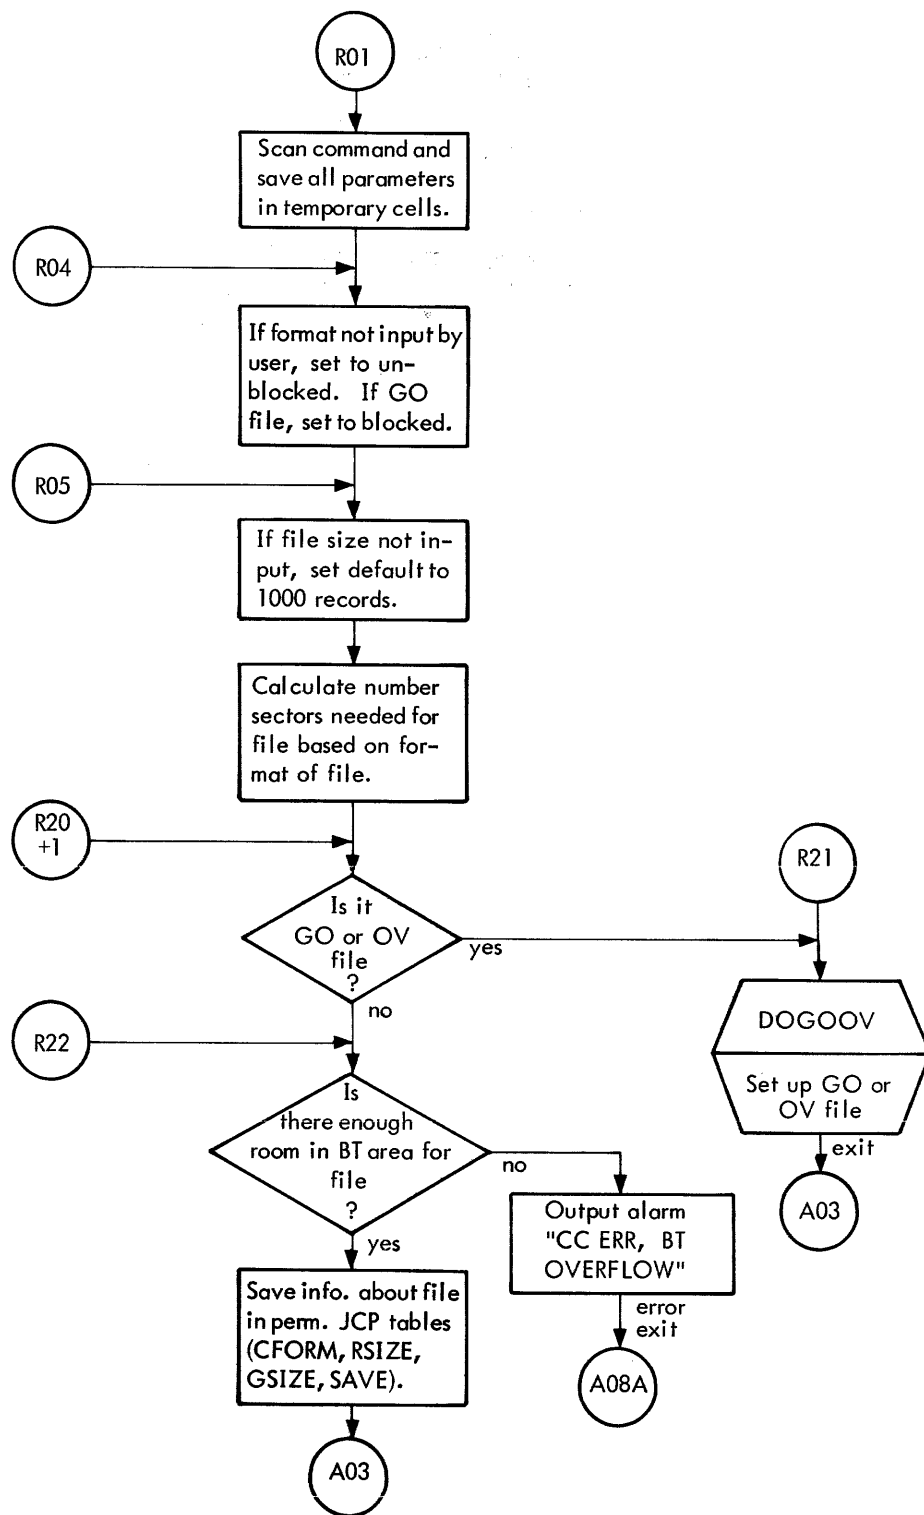 R01
Scan command and
save all parameters
in temporary cells.
R04
If format not input by
user, set to un-
blocked. If GO
file, set to blocked.
R05
If file size not in-
put, set default to
1000 records.
Calculate number
sectors needed for
file based on for-
mat of file.
R20
+1
Is it
GO or OV
file
?
yes
no
R21
DOGOOV
Set up GO or
OV file
exit
A03
R22
Is
there enough
room in BT area for
file
?
no
yes
Output alarm
"CC ERR, BT
OVERFLOW"
error
exit
A08A
Save info. about file
in perm. JCP tables
(CFORM, RSIZE,
GSIZE, SAVE).
A03